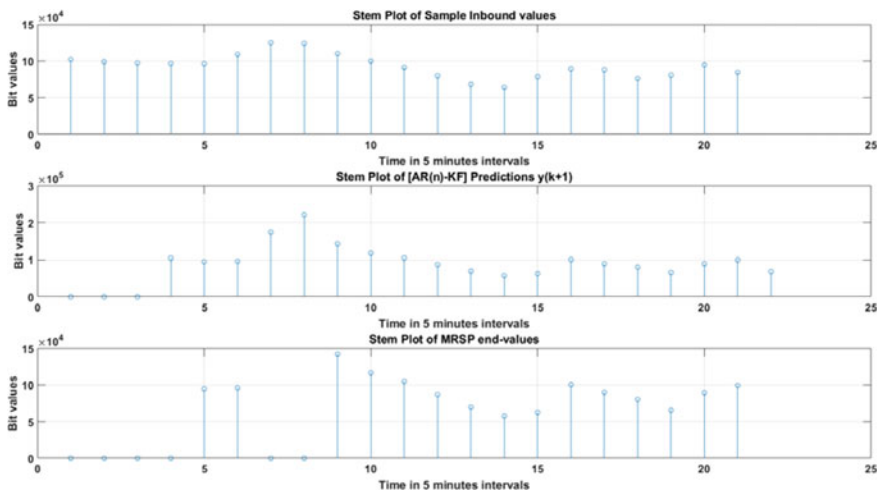 Stem Plot of Sample Inbound values
×10⁴
15
10
5
0
Bit values
0 5 10 15 20 25
Time in 5 minutes intervals
Stem Plot of [AR(n)-KF] Predictions y(k+1)
×10⁵
3
2
1
0
Bit values
0 5 10 15 20 25
Time in 5 minutes intervals
Stem Plot of MRSP end-values
×10⁴
15
10
5
0
Bit values
0 5 10 15 20 25
Time in 5 minutes intervals